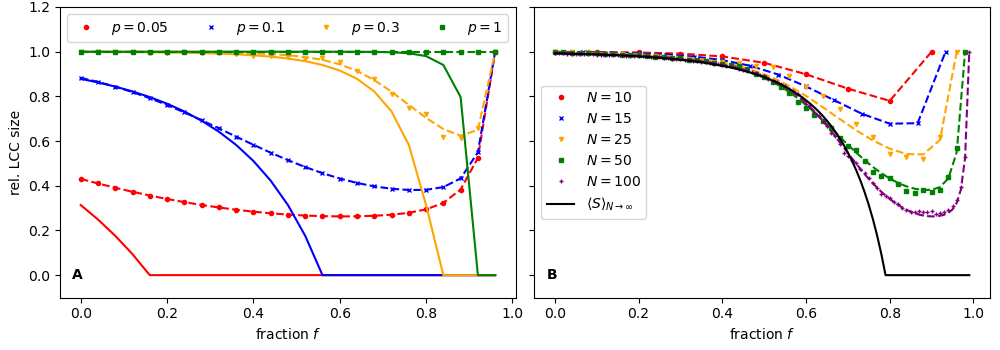 1.2
1.0
0.8
0.6
0.4
0.2
0.0
rel. LCC size
p = 0.05 p = 0.1 p = 0.3 p = 1
A
0.0 0.2 0.4 0.6 0.8 1.0
fraction f
N = 10
N = 15
N = 25
N = 50
N = 100
⟨S⟩N→∞
B
0.0 0.2 0.4 0.6 0.8 1.0
fraction f